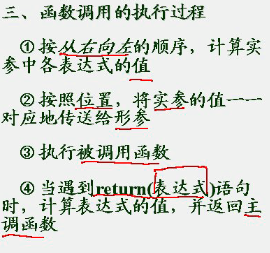 三、函数调用的执行过程
①按从右向左的顺序，计算实
参中各表达式的值
②按照位置，将实参的值一一
对应地传送给形参
③执行被调用函数
④当遇到return(表达式)语句
时，计算表达式的值，并返回主
调函数